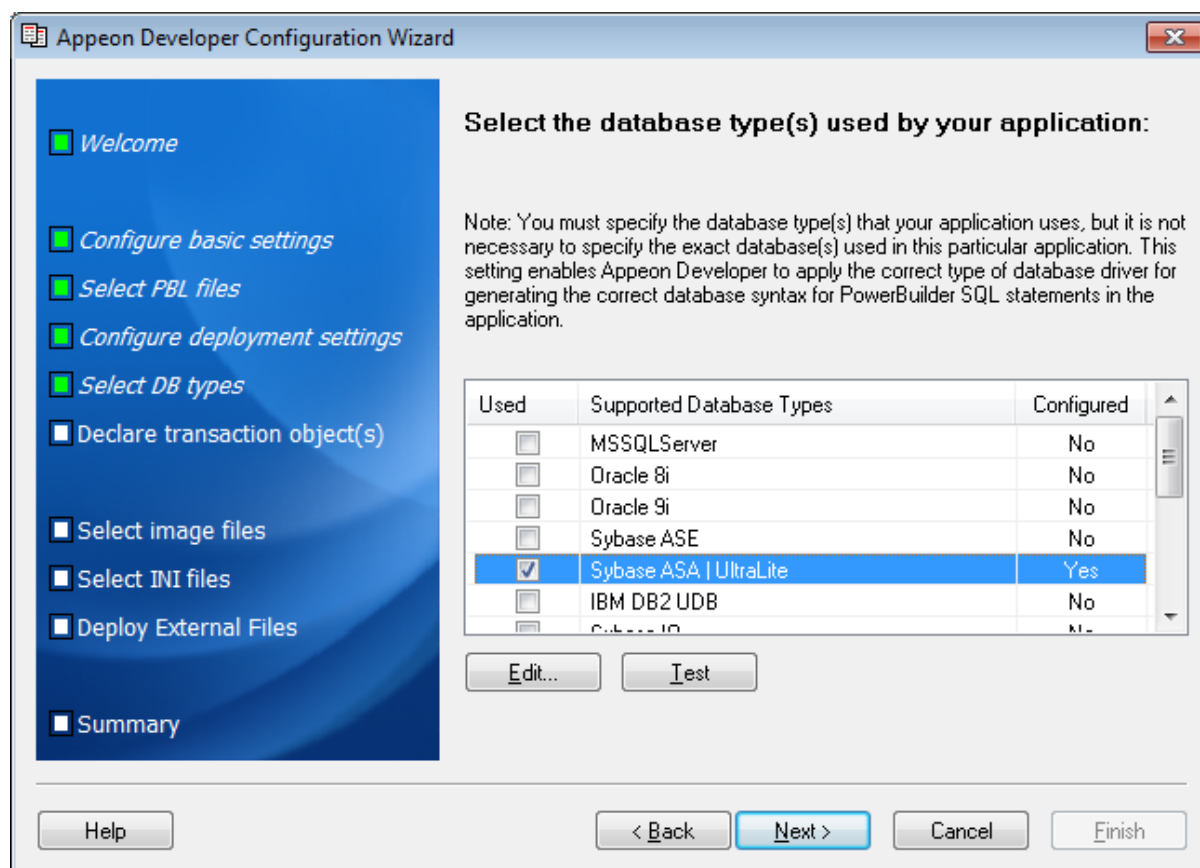 Appeon Developer Configuration Wizard
Welcome
Configure basic settings
Select PBL files
Configure deployment settings
Select DB types
Declare transaction object(s)
Select image files
Select INI files
Deploy External Files
Summary
Select the database type(s) used by your application:
Note: You must specify the database type(s) that your application uses, but it is not
necessary to specify the exact database(s) used in this particular application. This
setting enables Appeon Developer to apply the correct type of database driver for
generating the correct database syntax for PowerBuilder SQL statements in the
application.
Used Supported Database Types Configured
MSSQLServer No
Oracle 8i No
Oracle 9i No
Sybase ASE No
Sybase ASA | UltraLite Yes
IBM DB2 UDB No
Edit... Test
Help < Back Next > Cancel Finish